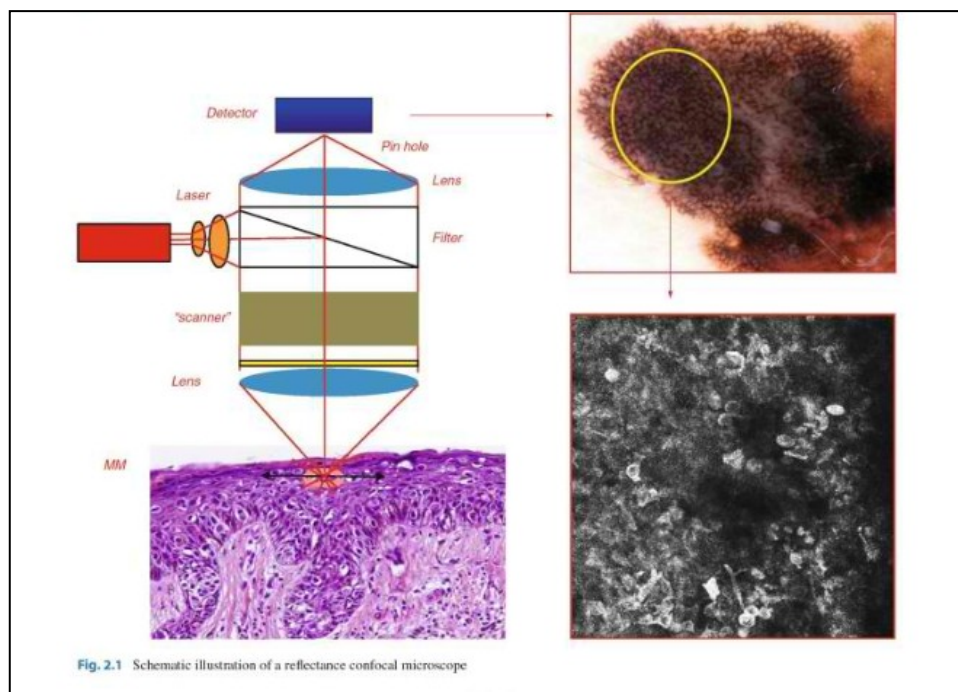 Detector
Pin hole
Laser
Lens
Filter
"scanner"
Lens
MM
Fig. 2.1 Schematic illustration of a reflectance confocal microscope